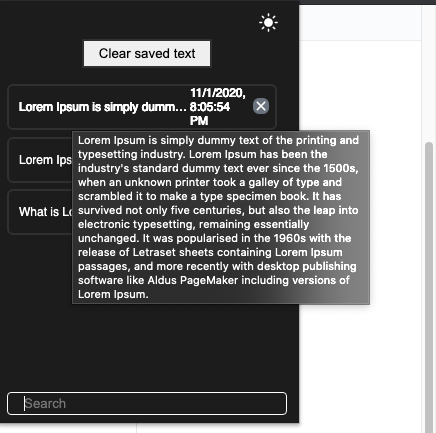 Clear saved text
Lorem Ipsum is simply dumm...
11/1/2020,
8:05:54
PM
Lorem Ips
What is Lo
Lorem Ipsum is simply dummy text of the printing and
typesetting industry. Lorem Ipsum has been the
industry's standard dummy text ever since the 1500s,
when an unknown printer took a galley of type and
scrambled it to make a type specimen book. It has
survived not only five centuries, but also the leap into
electronic typesetting, remaining essentially
unchanged. It was popularised in the 1960s with the
release of Letraset sheets containing Lorem Ipsum
passages, and more recently with desktop publishing
software like Aldus PageMaker including versions of
Lorem Ipsum.
Search